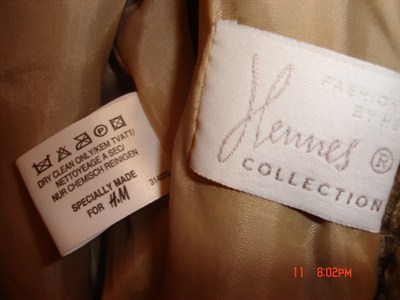 DRY CLEAN ONLY/KEM TVATT/
NETTOYEAGE A SEC/
NUR CHEMISCH REINIGEN
SPECIALLY MADE
FOR H.M
FASHION
BY
Hennes ®
COLLECTION
11 8:02PM